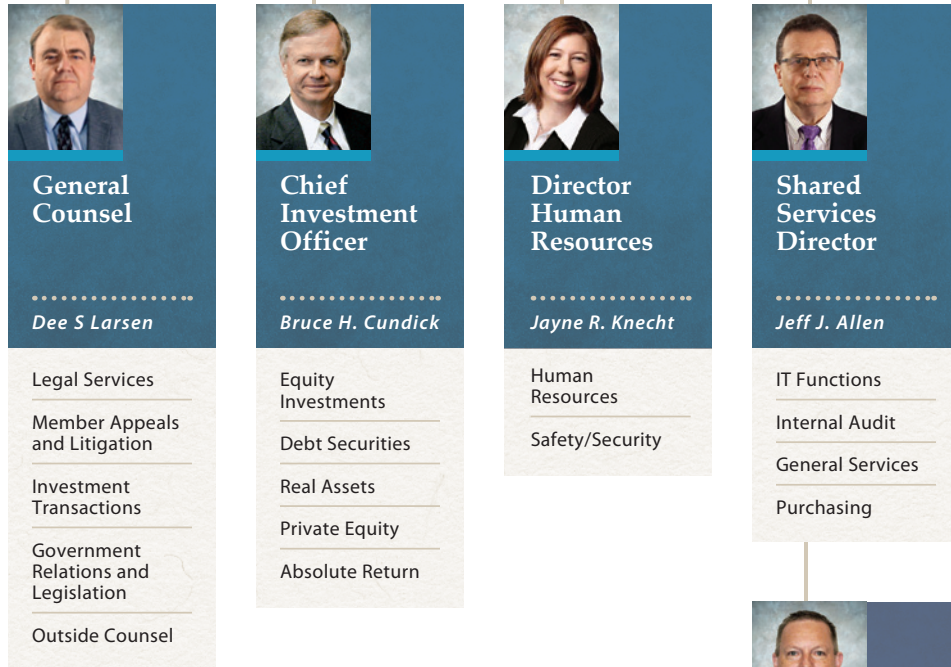 General
Counsel
Dee S Larsen
Legal Services
Member Appeals
and Litigation
Investment
Transactions
Government
Relations and
Legislation
Outside Counsel
Chief
Investment
Officer
Bruce H. Cundick
Equity
Investments
Debt Securities
Real Assets
Private Equity
Absolute Return
Director
Human
Resources
Jayne R. Knecht
Human
Resources
Safety/Security
Shared
Services
Director
Jeff J. Allen
IT Functions
Internal Audit
General Services
Purchasing